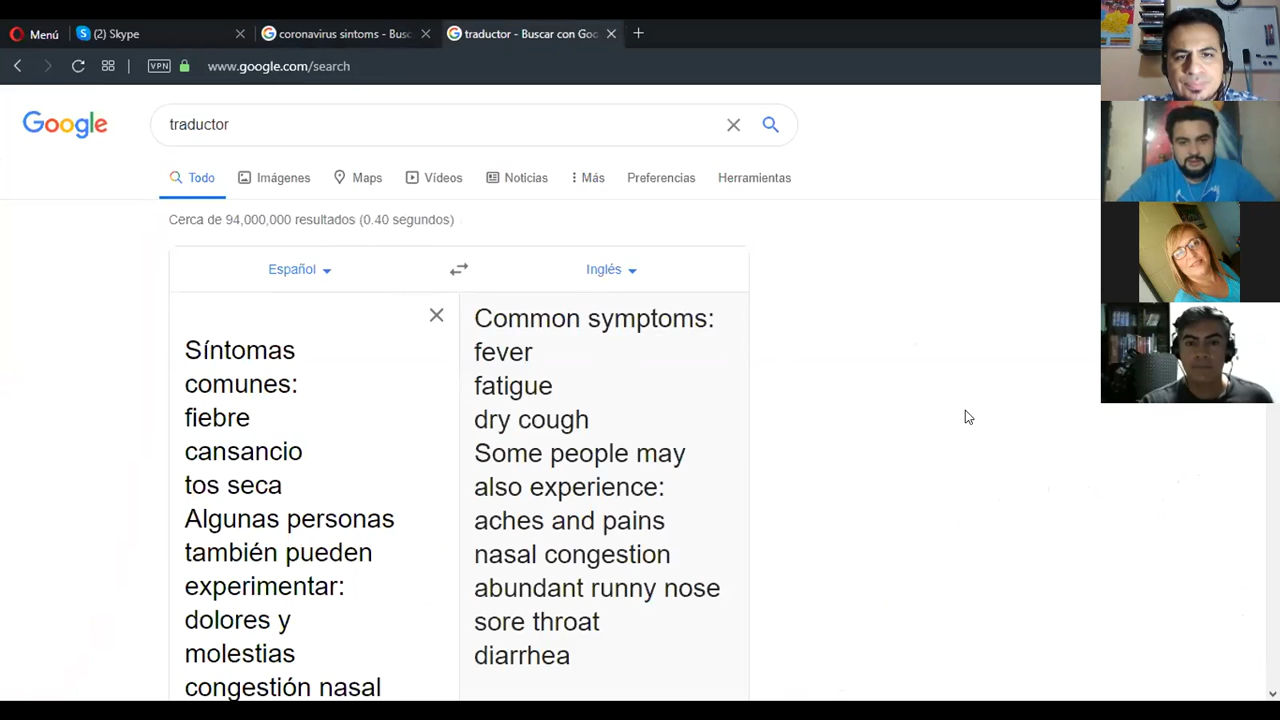 Menú
(2) Skype
coronavirus sintoms - Busc
traductor - Buscar con Goo
VPN
www.google.com/search
Google
traductor
Todo
Imágenes
Maps
Vídeos
Noticias
Más
Preferencias
Herramientas
Cerca de 94,000,000 resultados (0.40 segundos)
Español
Inglés
Síntomas
comunes:
fiebre
cansancio
tos seca
Algunas personas
también pueden
experimentar:
dolores y
molestias
congestión nasal
Common symptoms:
fever
fatigue
dry cough
Some people may
also experience:
aches and pains
nasal congestion
abundant runny nose
sore throat
diarrhea